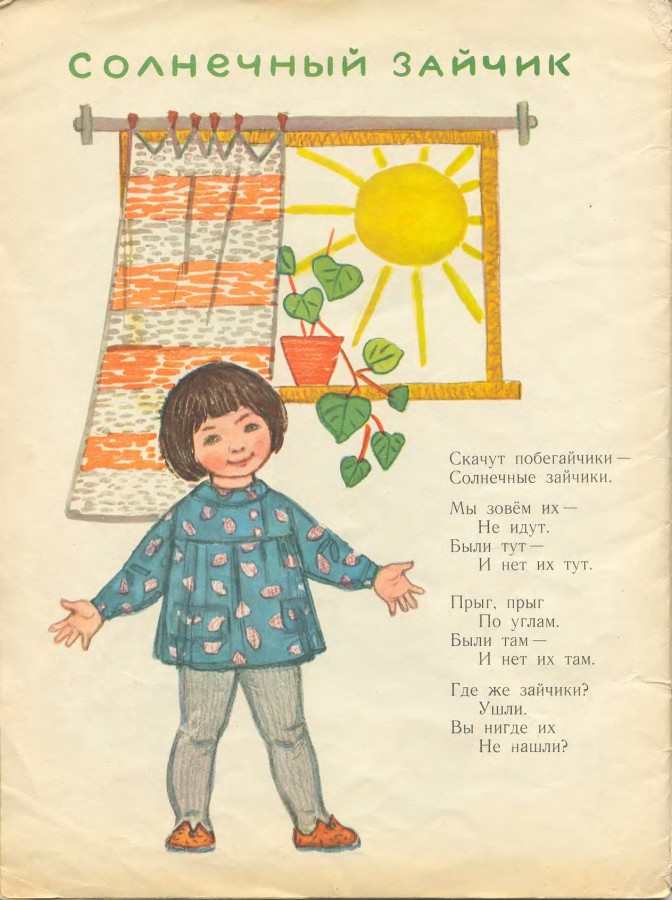 СОЛНЕЧНЫЙ ЗАЙЧИК
Скачут побегайчики —
Солнечные зайчики.
Мы зовём их —
Не идут.
Были тут —
И нет их тут.
Прыг, прыг
По углам.
Были там —
И нет их там.
Где же зайчики?
Ушли.
Вы нигде их
Не нашли?